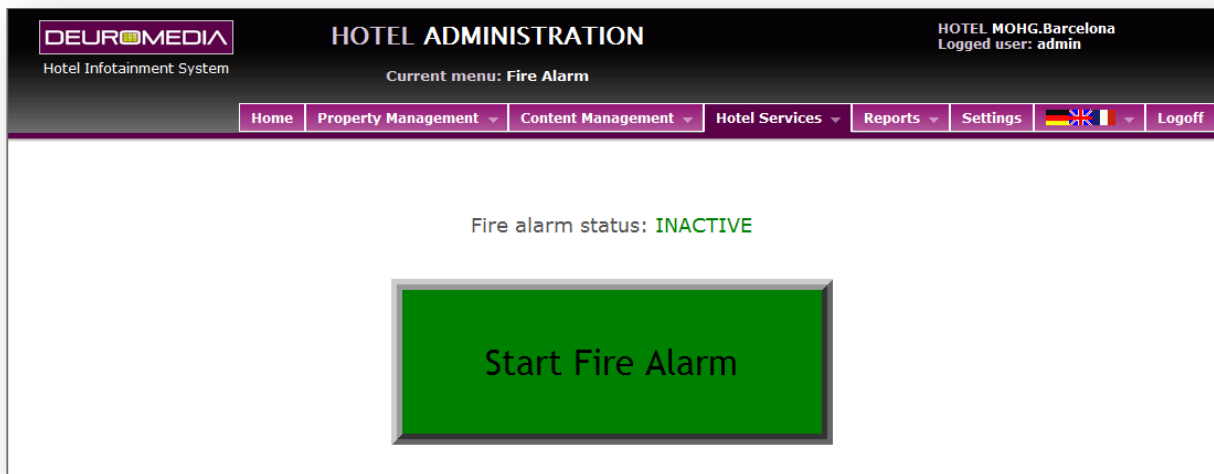 DEUROMEDIA
Hotel Infotainment System
HOTEL ADMINISTRATION
Current menu: Fire Alarm
HOTEL MOHG.Barcelona
Logged user: admin
Home Property Management Content Management Hotel Services Reports Settings Logoff
Fire alarm status: INACTIVE
Start Fire Alarm